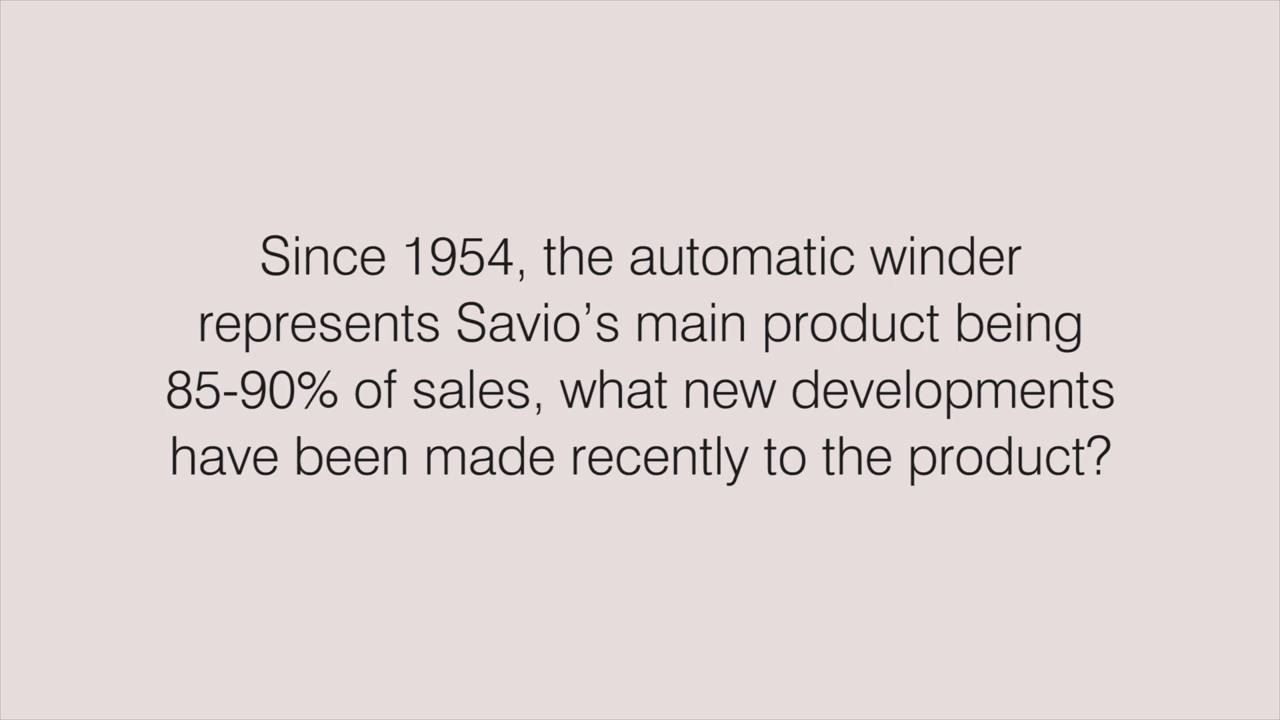 Since 1954, the automatic winder
represents Savio’s main product being
85-90% of sales, what new developments
have been made recently to the product?